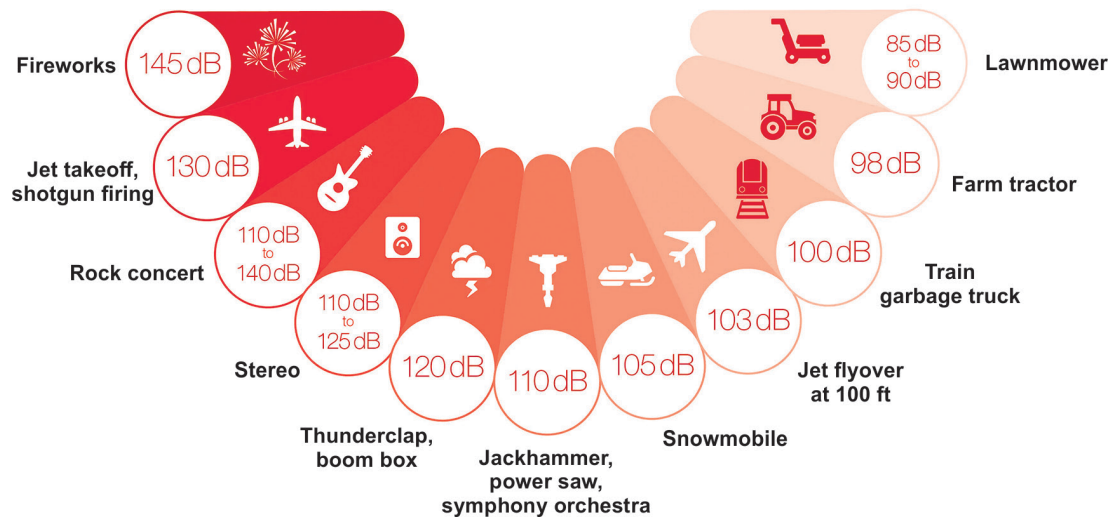 Fireworks
145 dB
Jet takeoff,
shotgun firing
130 dB
Rock concert
110 dB
to
140 dB
Stereo
110 dB
to
125 dB
Thunderclap,
boom box
120 dB
Jackhammer,
power saw,
symphony orchestra
110 dB
Snowmobile
105 dB
Jet flyover
at 100 ft
103 dB
Train
garbage truck
100 dB
Farm tractor
98 dB
Lawnmower
85 dB
to
90 dB